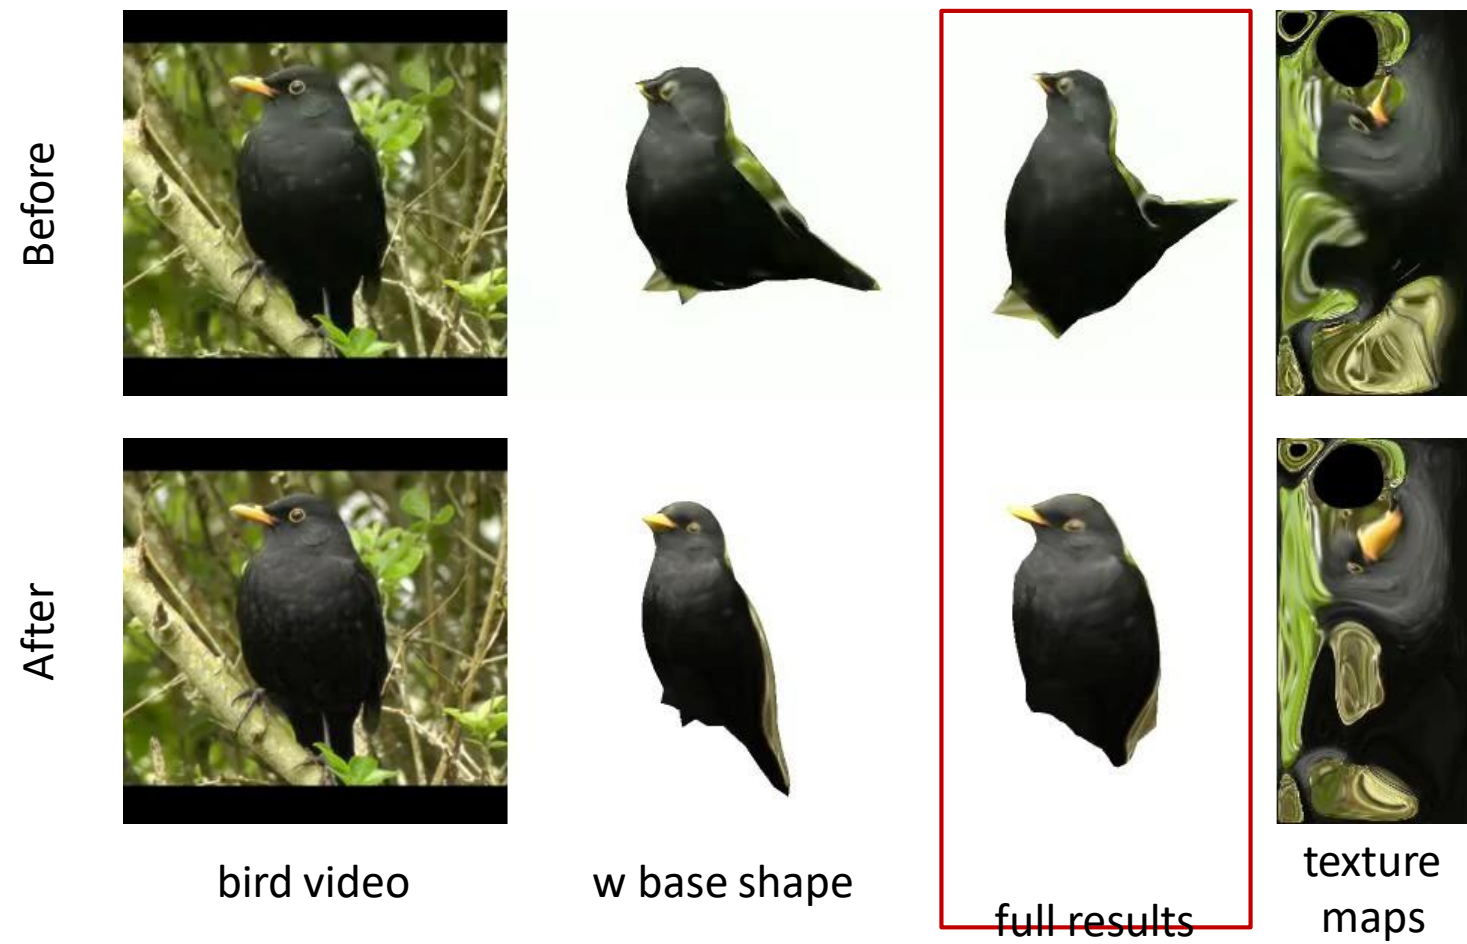 Before
After
bird video
w base shape
full results
texture
maps